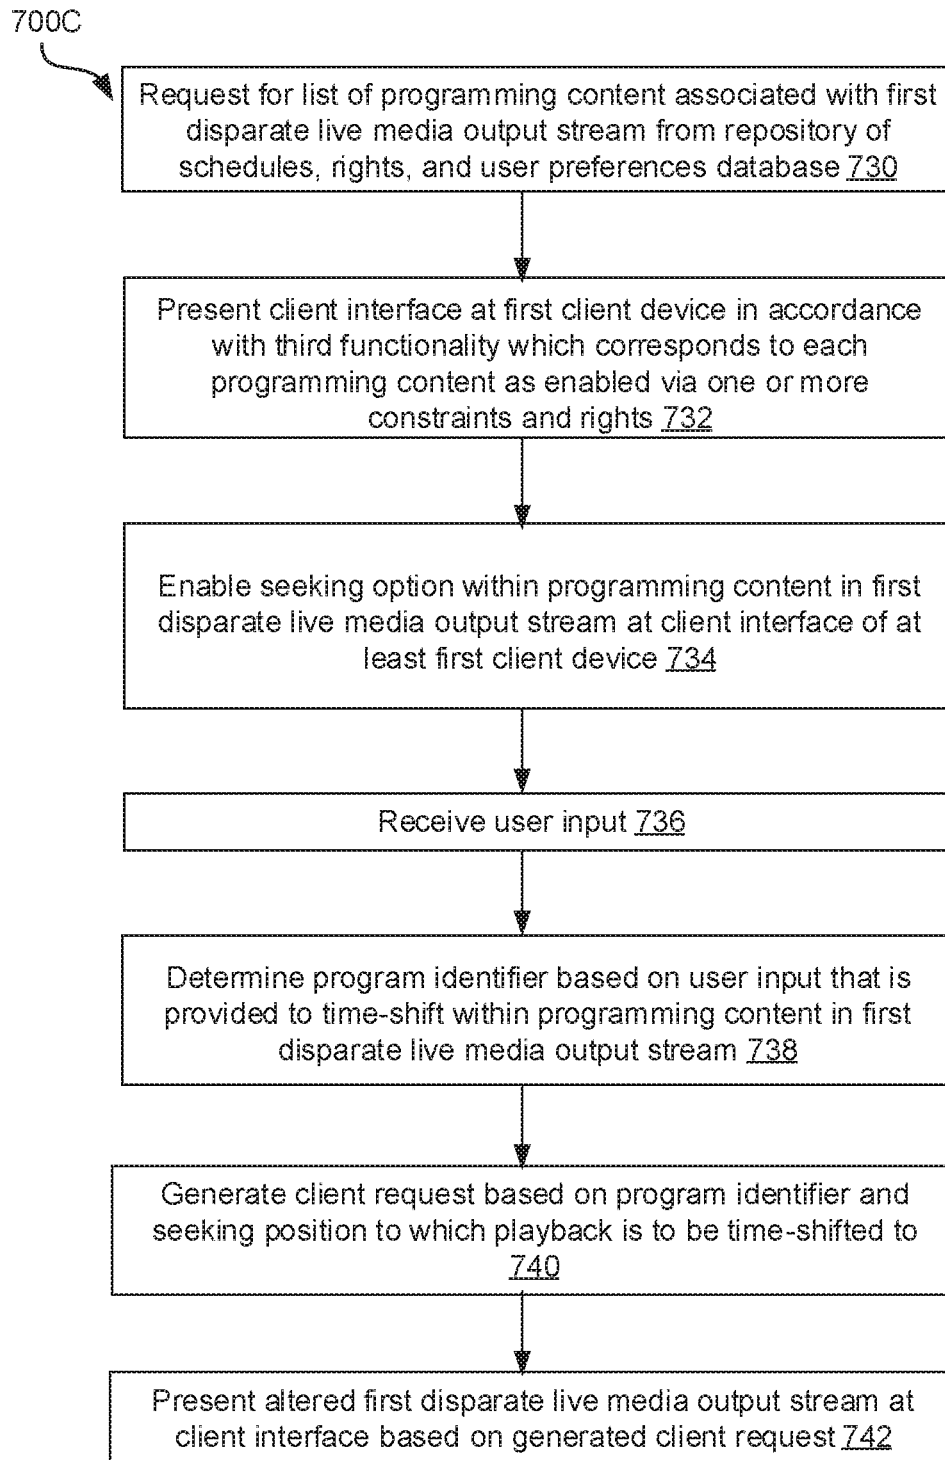 700C
Request for list of programming content associated with first
disparate live media output stream from repository of
schedules, rights, and user preferences database 730
Present client interface at first client device in accordance
with third functionality which corresponds to each
programming content as enabled via one or more
constraints and rights 732
Enable seeking option within programming content in first
disparate live media output stream at client interface of at
least first client device 734
Receive user input 736
Determine program identifier based on user input that is
provided to time-shift within programming content in first
disparate live media output stream 738
Generate client request based on program identifier and
seeking position to which playback is to be time-shifted to
740
Present altered first disparate live media output stream at
client interface based on generated client request 742